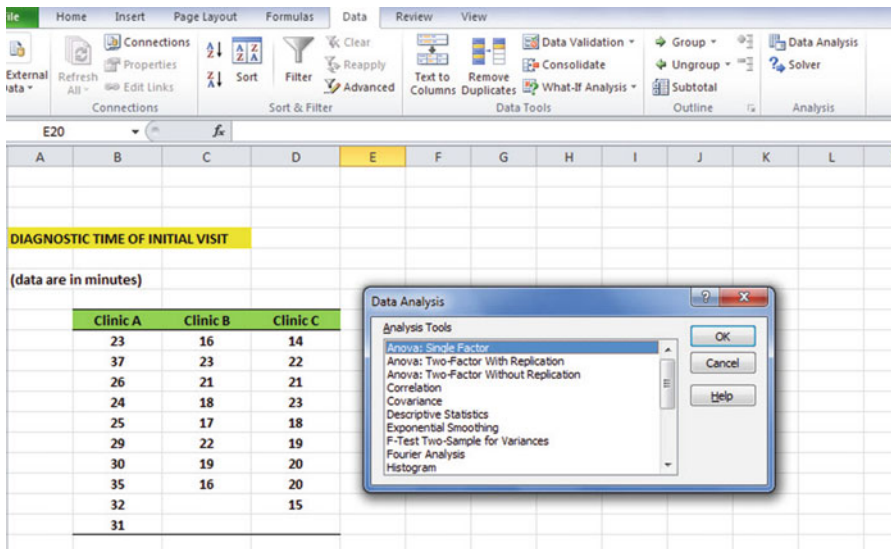 ile Home Insert Page Layout Formulas Data Review View
External Data Refresh All Connections Properties Edit Links Connections
Sort Filter Clear Reapply Advanced Sort & Filter
Text to Columns Remove Duplicates Data Validation Consolidate What-If Analysis Data Tools
Group Ungroup Subtotal Outline
Data Analysis Solver Analysis
E20 fx
A B C D E F G H I J K L
DIAGNOSTIC TIME OF INITIAL VISIT
(data are in minutes)
Clinic A Clinic B Clinic C
23 16 14
37 23 22
26 21 21
24 18 23
25 17 18
29 22 19
30 19 20
35 16 20
32 15
31
Data Analysis
Analysis Tools
Anova: Single Factor
Anova: Two-Factor With Replication
Anova: Two-Factor Without Replication
Correlation
Covariance
Descriptive Statistics
Exponential Smoothing
F-Test Two-Sample for Variances
Fourier Analysis
Histogram
OK
Cancel
Help